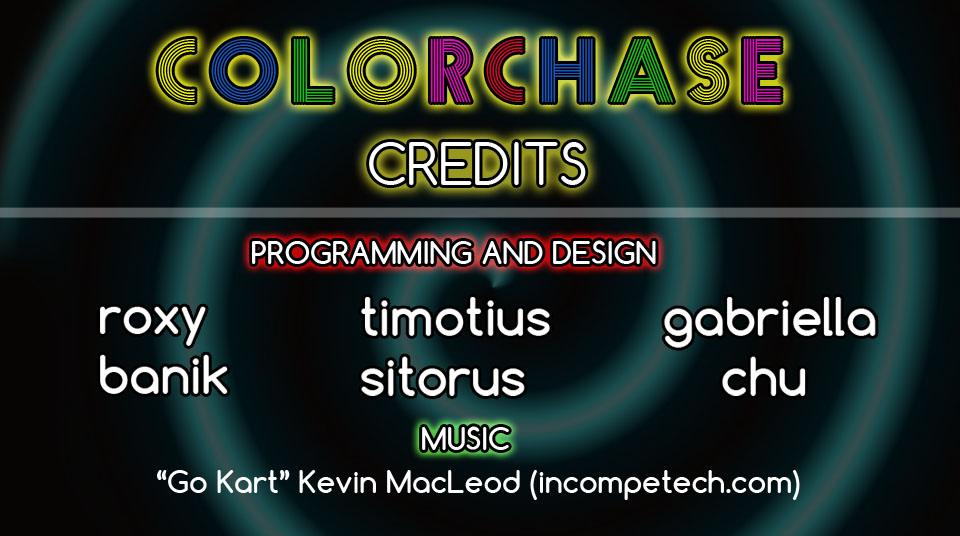 COLORCHASE
CREDITS
PROGRAMMING AND DESIGN
roxy banik
timotius sitorus
gabriella chu
MUSIC
“Go Kart” Kevin MacLeod (incompetech.com)